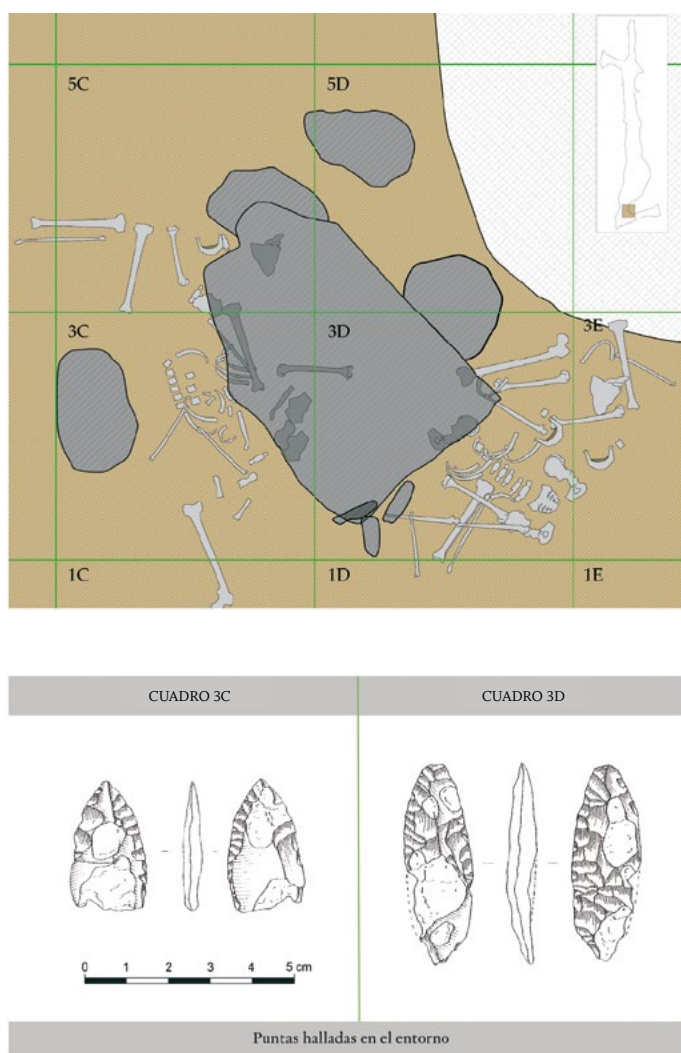 5C 5D
3C 3D 3E
1C 1D 1E
CUADRO 3C CUADRO 3D
0 1 2 3 4 5 cm
Puntas halladas en el entorno